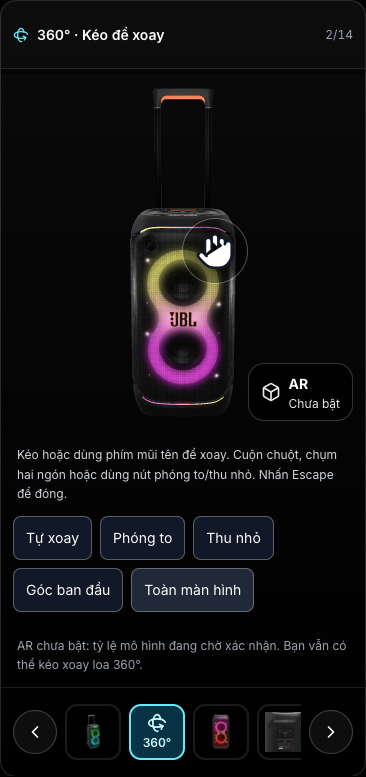 360° · Kéo để xoay
2/14
JBL
AR
Chưa bật
Kéo hoặc dùng phím mũi tên để xoay. Cuộn chuột, chụm
hai ngón hoặc dùng nút phóng to/thu nhỏ. Nhấn Escape
để đóng.
Tự xoay
Phóng to
Thu nhỏ
Góc ban đầu
Toàn màn hình
AR chưa bật: tỷ lệ mô hình đang chờ xác nhận. Bạn vẫn có
thể kéo xoay loa 360°.
360°